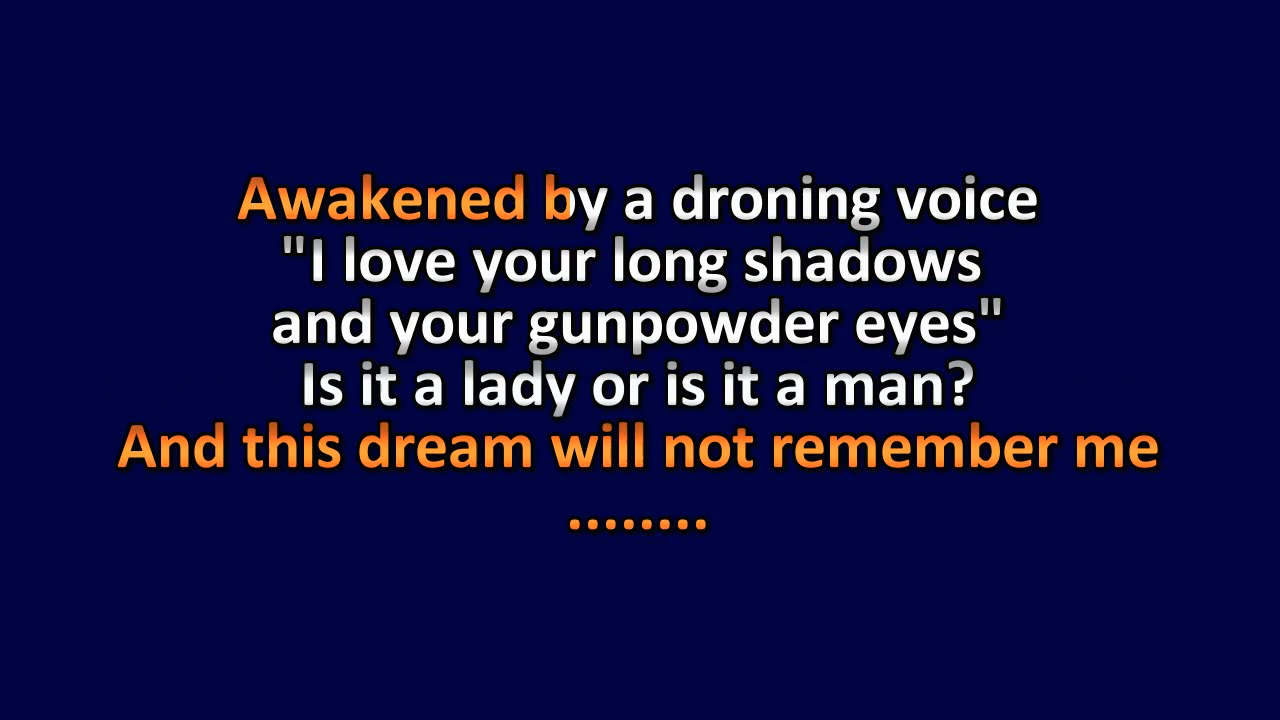 Awakened by a droning voice
"I love your long shadows
and your gunpowder eyes"
Is it a lady or is it a man?
And this dream will not remember me
........